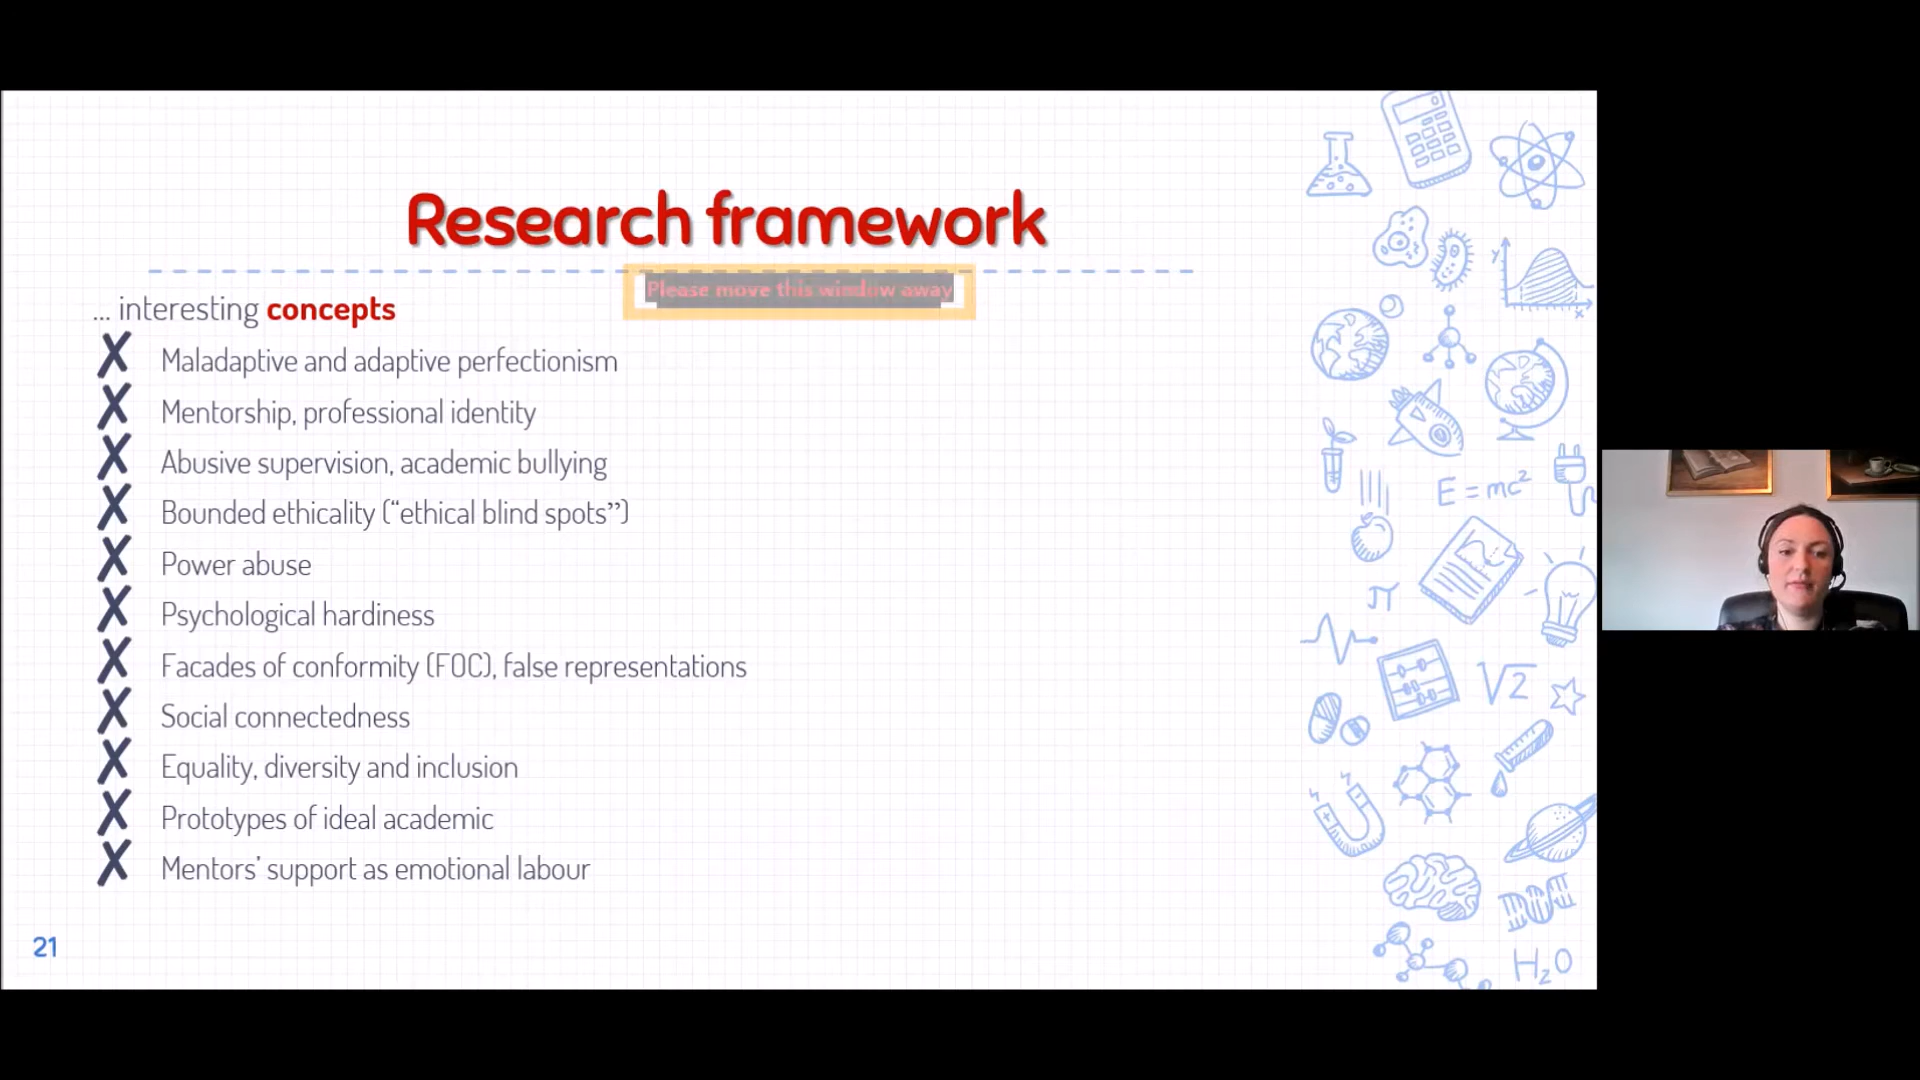 Research framework
Please move this window away
... interesting concepts
✗ Maladaptive and adaptive perfectionism
✗ Mentorship, professional identity
✗ Abusive supervision, academic bullying
✗ Bounded ethicality (“ethical blind spots”)
✗ Power abuse
✗ Psychological hardiness
✗ Facades of conformity (FOC), false representations
✗ Social connectedness
✗ Equality, diversity and inclusion
✗ Prototypes of ideal academic
✗ Mentors’ support as emotional labour
21
Y
x
E = mc²
π
√2
H₂O